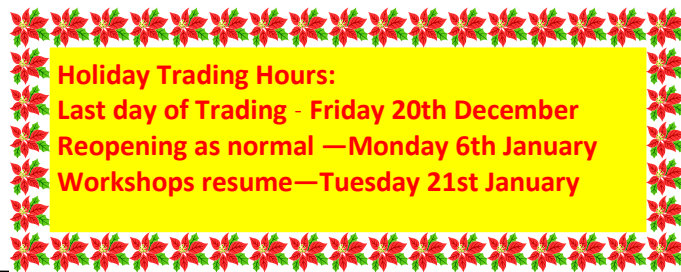 Holiday Trading Hours:
Last day of Trading - Friday 20th December
Reopening as normal —Monday 6th January
Workshops resume—Tuesday 21st January